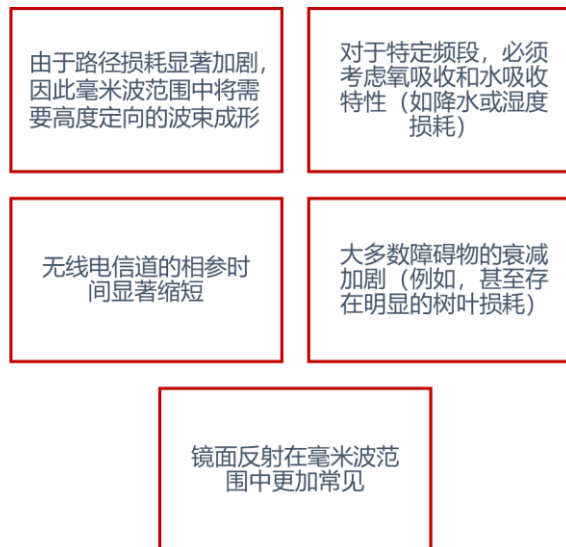 由于路径损耗显著加剧，
因此毫米波范围中将需
要高度定向的波束成形
对于特定频段，必须
考虑氧吸收和水吸收
特性（如降水或湿度
损耗）
无线电信道的相参时
间显著缩短
大多数障碍物的衰减
加剧（例如，甚至存
在明显的树叶损耗）
镜面反射在毫米波范
围中更加常见